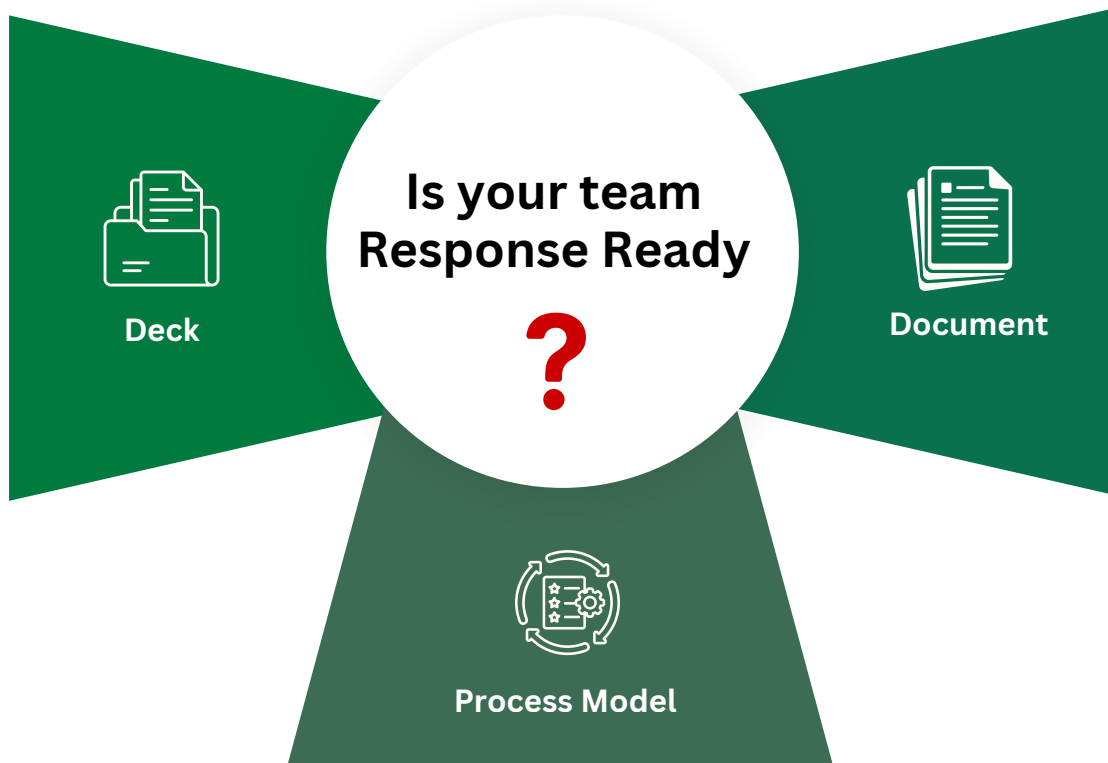 Is your team
Response Ready
?
Deck
Document
Process Model